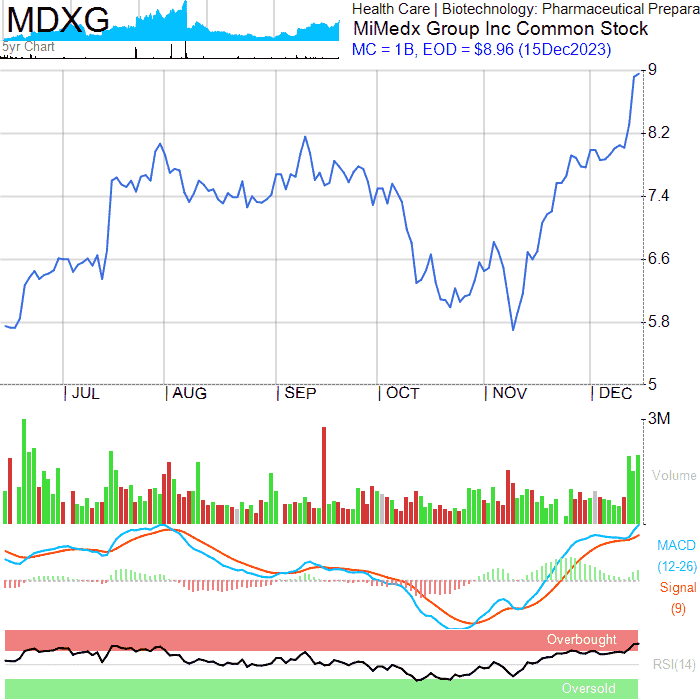 MDXG
5yr Chart
Health Care | Biotechnology: Pharmaceutical Prepara
MiMedx Group Inc Common Stock
MC = 1B, EOD = $8.96 (15Dec2023)
9
8.2
7.4
6.6
5.8
5
| JUL | AUG | SEP | OCT | NOV | DEC
3M
Volume
MACD
(12-26)
Signal
(9)
Overbought
RSI(14)
Oversold